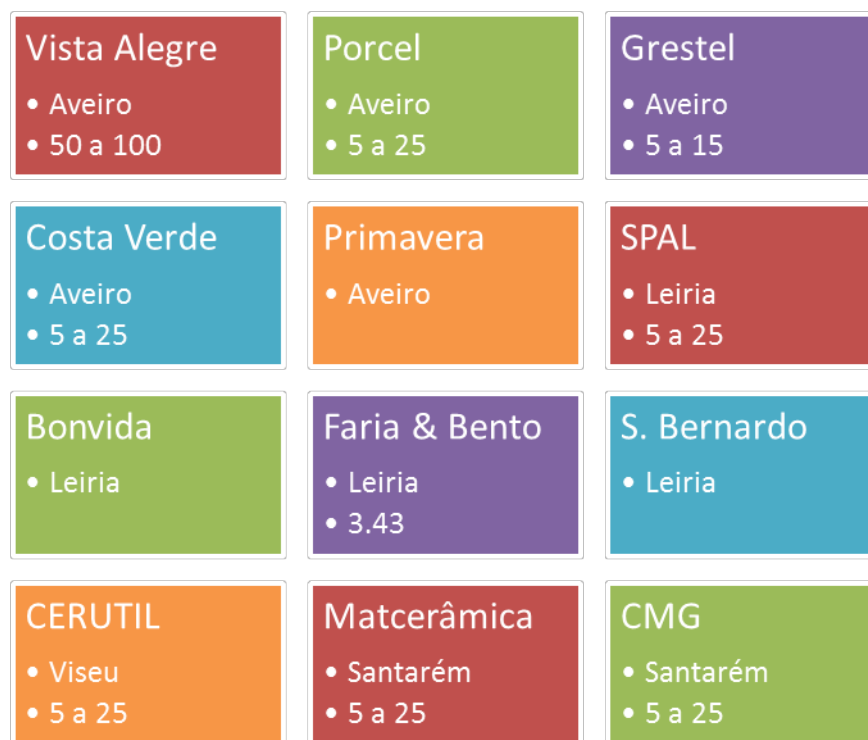 Vista Alegre
• Aveiro
• 50 a 100
Porcel
• Aveiro
• 5 a 25
Grestel
• Aveiro
• 5 a 15
Costa Verde
• Aveiro
• 5 a 25
Primavera
• Aveiro
SPAL
• Leiria
• 5 a 25
Bonvida
• Leiria
Faria & Bento
• Leiria
• 3.43
S. Bernardo
• Leiria
CERUTIL
• Viseu
• 5 a 25
Matcerâmica
• Santarém
• 5 a 25
CMG
• Santarém
• 5 a 25